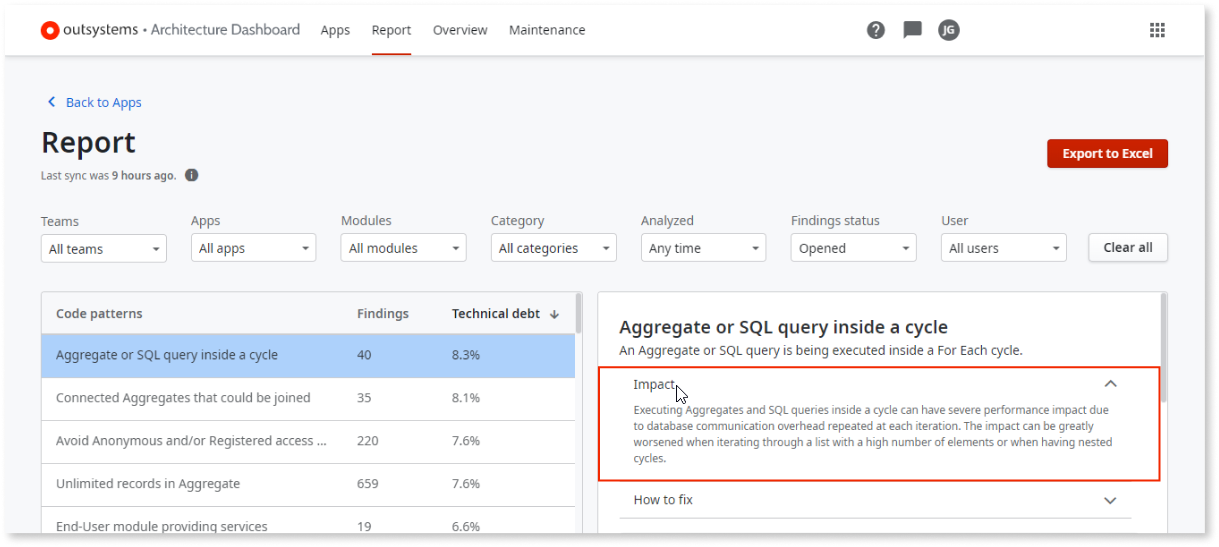 outsystems • Architecture Dashboard Apps Report Overview Maintenance ? JG
Back to Apps
Report
Export to Excel
Last sync was 9 hours ago. i
Teams Apps Modules Category Analyzed Findings status User
All teams All apps All modules All categories Any time Opened All users Clear all
Code patterns Findings Technical debt
Aggregate or SQL query inside a cycle 40 8.3%
Connected Aggregates that could be joined 35 8.1%
Avoid Anonymous and/or Registered access ... 220 7.6%
Unlimited records in Aggregate 659 7.6%
End-User module providing services 19 6.6%
Aggregate or SQL query inside a cycle
An Aggregate or SQL query is being executed inside a For Each cycle.
Impact
Executing Aggregates and SQL queries inside a cycle can have severe performance impact due
to database communication overhead repeated at each iteration. The impact can be greatly
worsened when iterating through a list with a high number of elements or when having nested
cycles.
How to fix